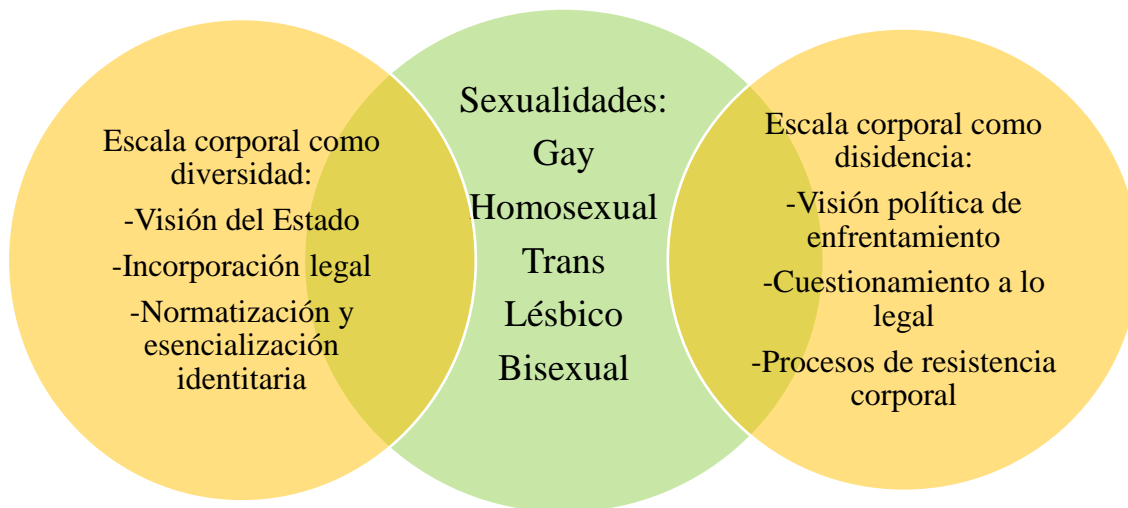 Escala corporal como
diversidad:
-Visión del Estado
-Incorporación legal
-Normatización y
esencialización
identitaria
Sexualidades:
Gay
Homosexual
Trans
Lésbico
Bisexual
Escala corporal como
disidencia:
-Visión política de
enfrentamiento
-Cuestionamiento a lo
legal
-Procesos de resistencia
corporal